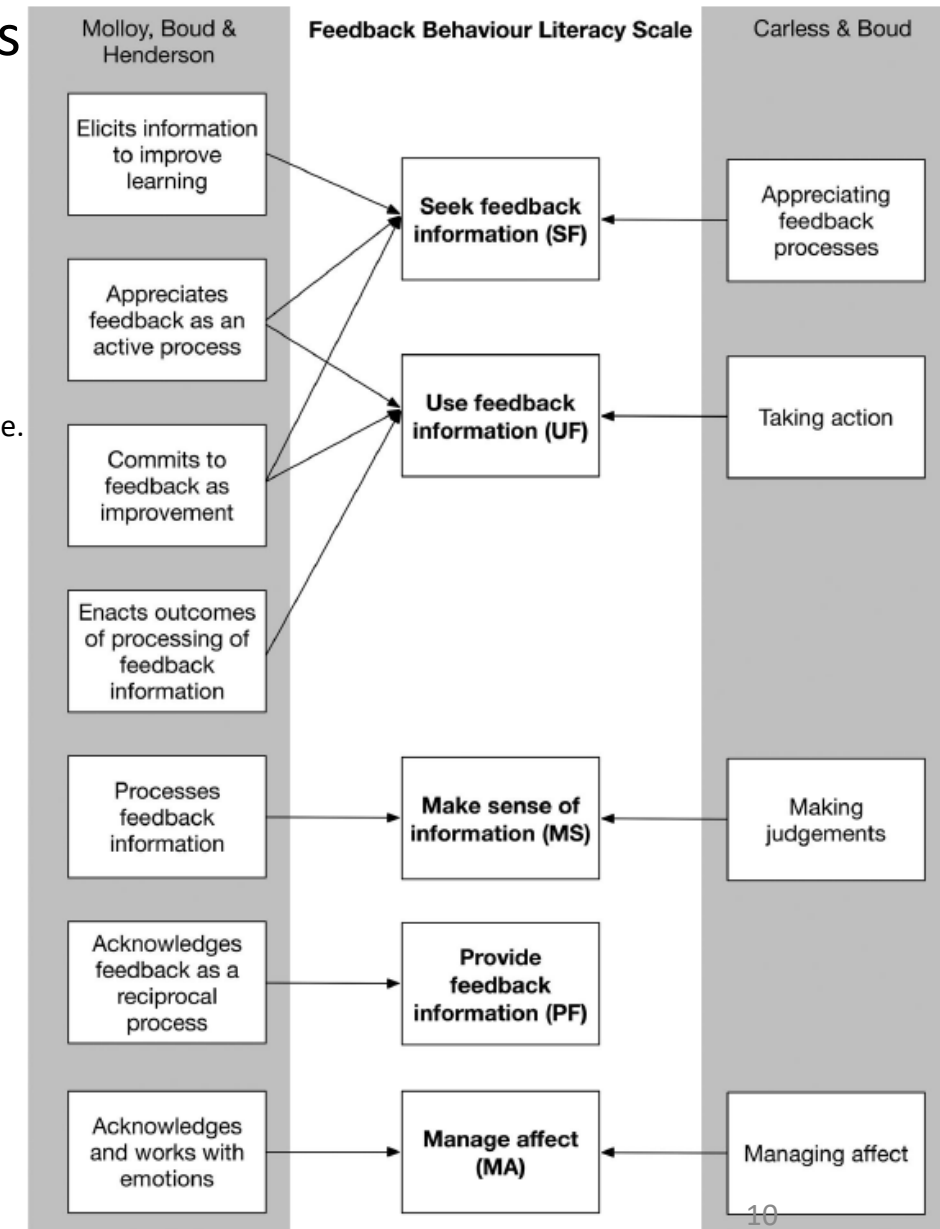 s
Molloy, Boud &
Henderson
Feedback Behaviour Literacy Scale
Carless & Boud
Elicits information
to improve
learning
Appreciates
feedback as an
active process
e.
Commits to
feedback as
improvement
Enacts outcomes
of processing of
feedback
information
Processes
feedback
information
Acknowledges
feedback as a
reciprocal
process
Acknowledges
and works with
emotions
Seek feedback
information (SF)
Use feedback
information (UF)
Make sense of
information (MS)
Provide
feedback
information (PF)
Manage affect
(MA)
Appreciating
feedback
processes
Taking action
Making
judgements
Managing affect
10